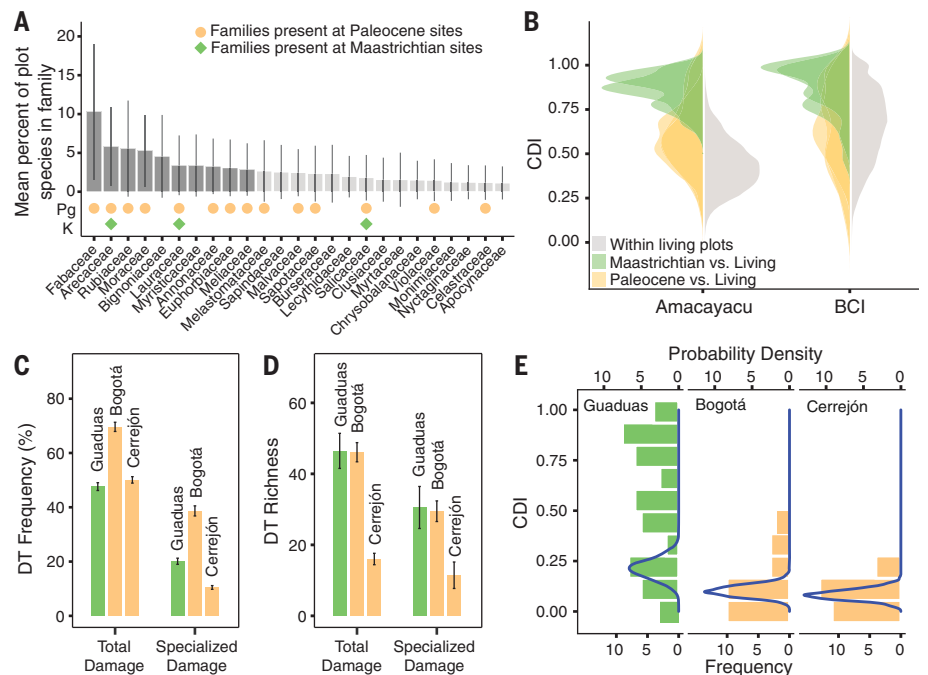 A
Families present at Paleocene sites
Families present at Maastrichtian sites
Mean percent of plot
species in family
20
15
10
5
0
Pg
K
Fabaceae
Arecaceae
Rubiaceae
Moraceae
Bignoniaceae
Lauraceae
Myristicaceae
Annonaceae
Euphorbiaceae
Meliaceae
Melastomataceae
Sapindaceae
Malvaceae
Sapotaceae
Burseraceae
Lecythidaceae
Salicaceae
Clusiaceae
Myrtaceae
Chrysobalanaceae
Violaceae
Monimiaceae
Nyctaginaceae
Celastraceae
Apocynaceae
B
CDI
1.00
0.75
0.50
0.25
0.00
Within living plots
Maastrichtian vs. Living
Paleocene vs. Living
Amacayacu
BCI
C
DT Frequency (%)
80
60
40
20
0
Guaduas
Bogotá
Cerrejón
Guaduas
Bogotá
Cerrejón
Total
Damage
Specialized
Damage
D
DT Richness
60
40
20
0
Guaduas
Bogotá
Cerrejón
Guaduas
Bogotá
Cerrejón
Total
Damage
Specialized
Damage
E
Probability Density
10 5 0 10 5 0 10 5 0
Guaduas
Bogotá
Cerrejón
CDI
1.00
0.75
0.50
0.25
0.00
10 5 0 10 5 0 10 5 0
Frequency